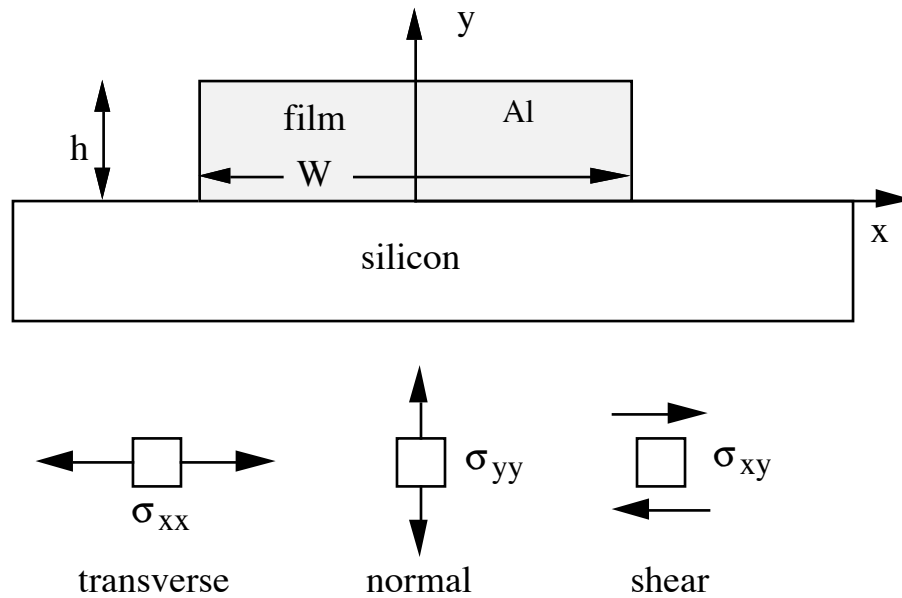 y
film
Al
h
W
x
silicon
σyy
σxy
σxx
transverse
normal
shear